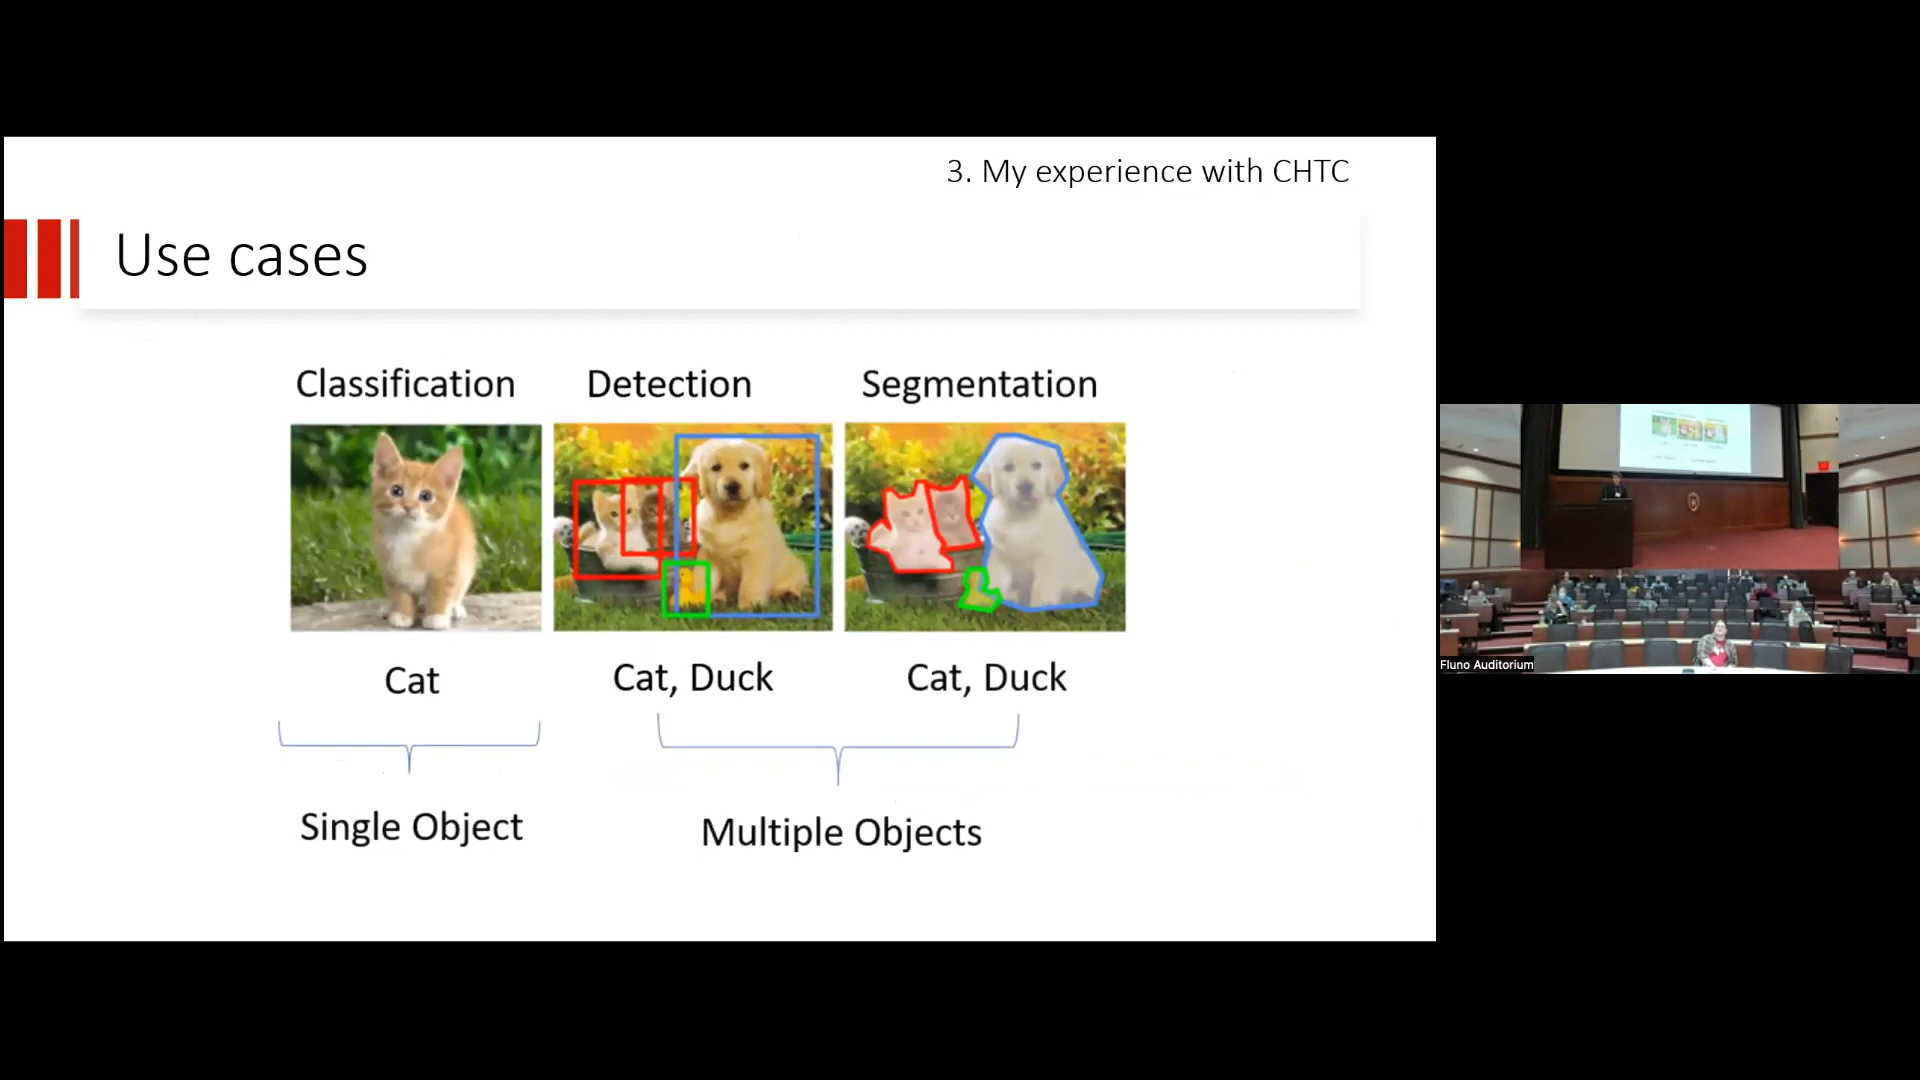 3. My experience with CHTC
Use cases
Classification
Detection
Segmentation
Cat
Cat, Duck
Cat, Duck
Single Object
Multiple Objects
Fluno Auditorium